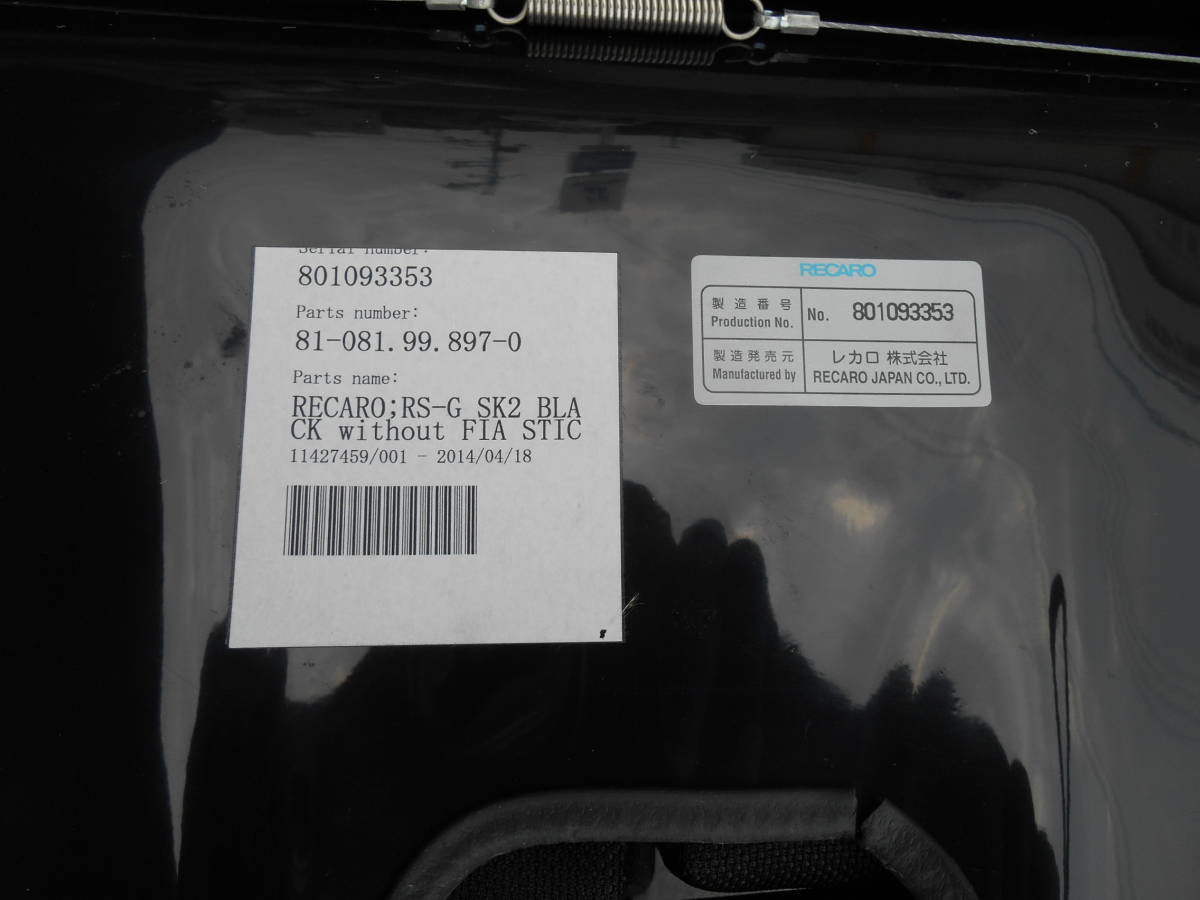 Serial number:
801093353
Parts number:
81-081.99.897-0
Parts name:
RECARO;RS-G SK2 BLA
CK without FIA STIC
11427459/001 - 2014/04/18
RECARO
製造番号
Production No.
No. 801093353
製造発売元
Manufactured by
レカロ 株式会社
RECARO JAPAN CO., LTD.